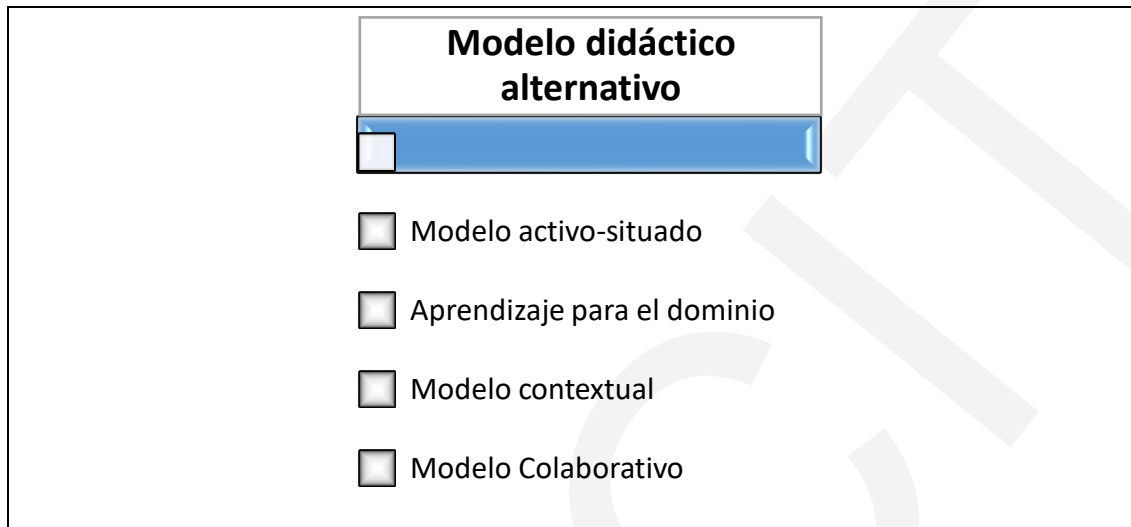 Modelo didáctico
alternativo
Modelo activo-situado
Aprendizaje para el dominio
Modelo contextual
Modelo Colaborativo